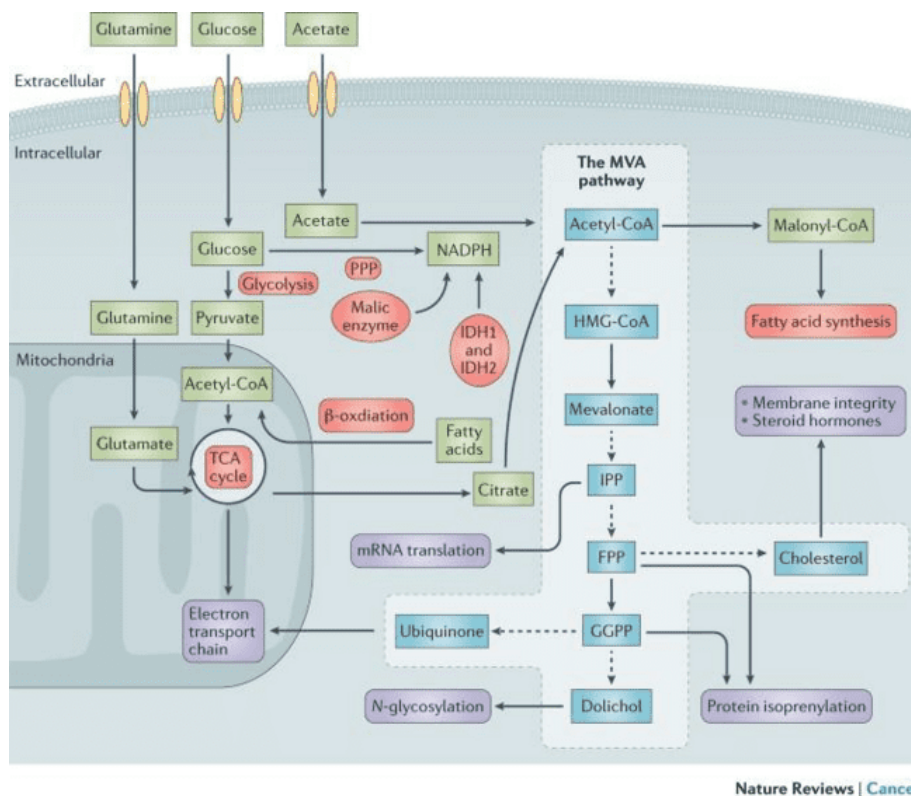 Glutamine
Glucose
Acetate
Extracellular
Intracellular
The MVA
pathway
Acetate
Acetyl-CoA
Malonyl-CoA
Glucose
NADPH
PPP
Glycolysis
Malic
enzyme
Glutamine
Pyruvate
HMG-CoA
Fatty acid synthesis
IDH1
and
IDH2
Mitochondria
Acetyl-CoA
• Membrane integrity
• Steroid hormones
β-oxdiation
Mevalonate
Glutamate
Fatty
acids
TCA
cycle
Citrate
IPP
mRNA translation
FPP
Cholesterol
Electron
transport
chain
Ubiquinone
GGPP
N-glycosylation
Dolichol
Protein isoprenylation
Nature Reviews | Cance